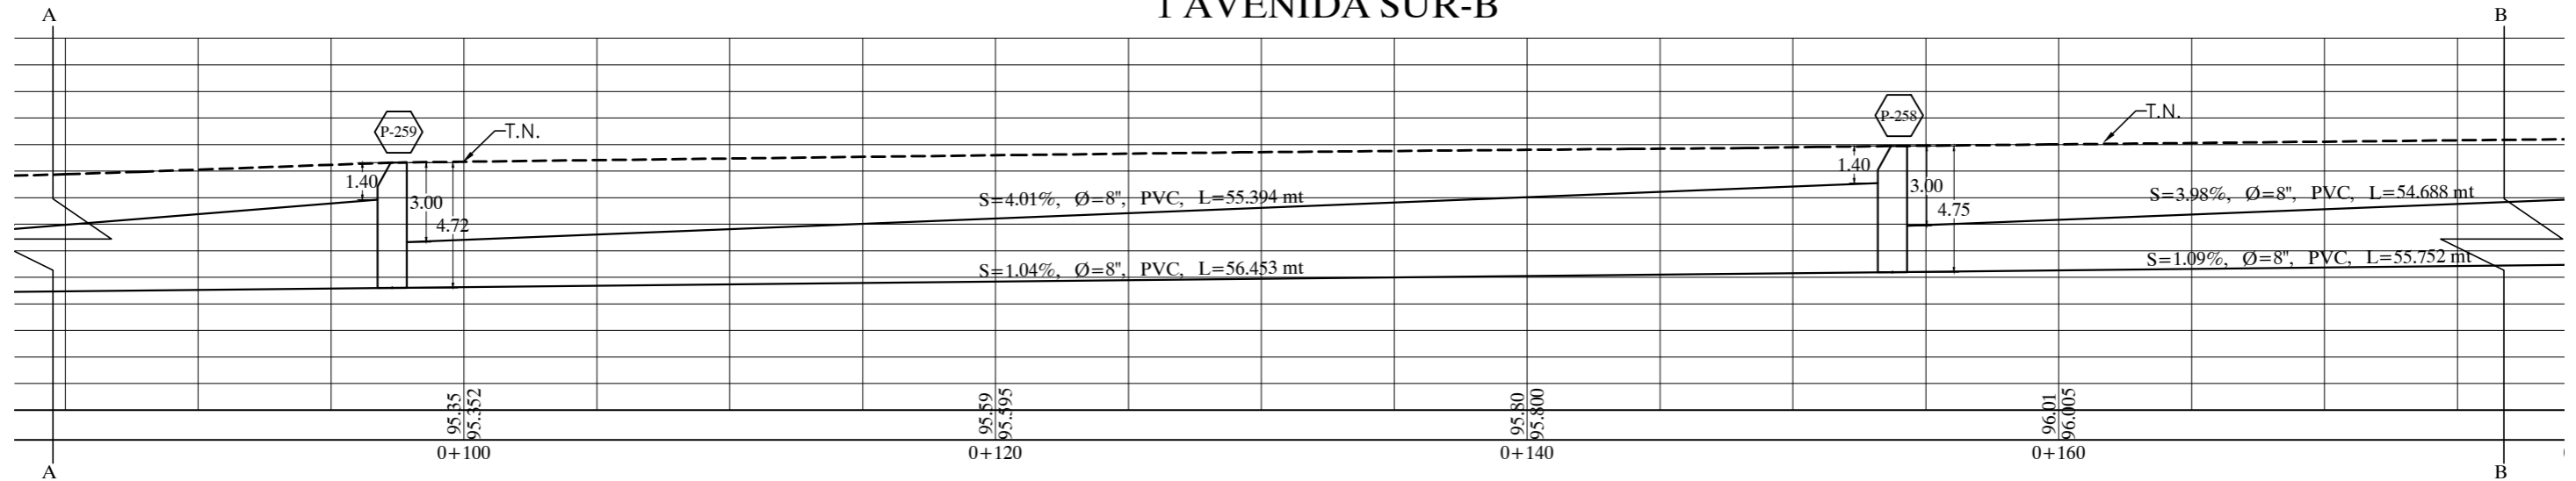 1 AVENIDA SUR-B
A
B
P-259
T.N.
P-258
T.N.
1.40
3.00
4.72
S=4.01%, Ø=8", PVC, L=55.394 mt
1.40
3.00
4.75
S=3.98%, Ø=8", PVC, L=54.688 mt
S=1.04%, Ø=8", PVC, L=56.453 mt
S=1.09%, Ø=8", PVC, L=55.752 mt
95.35
95.352
95.59
95.595
95.80
95.800
96.01
96.005
0+100
0+120
0+140
0+160
A
B